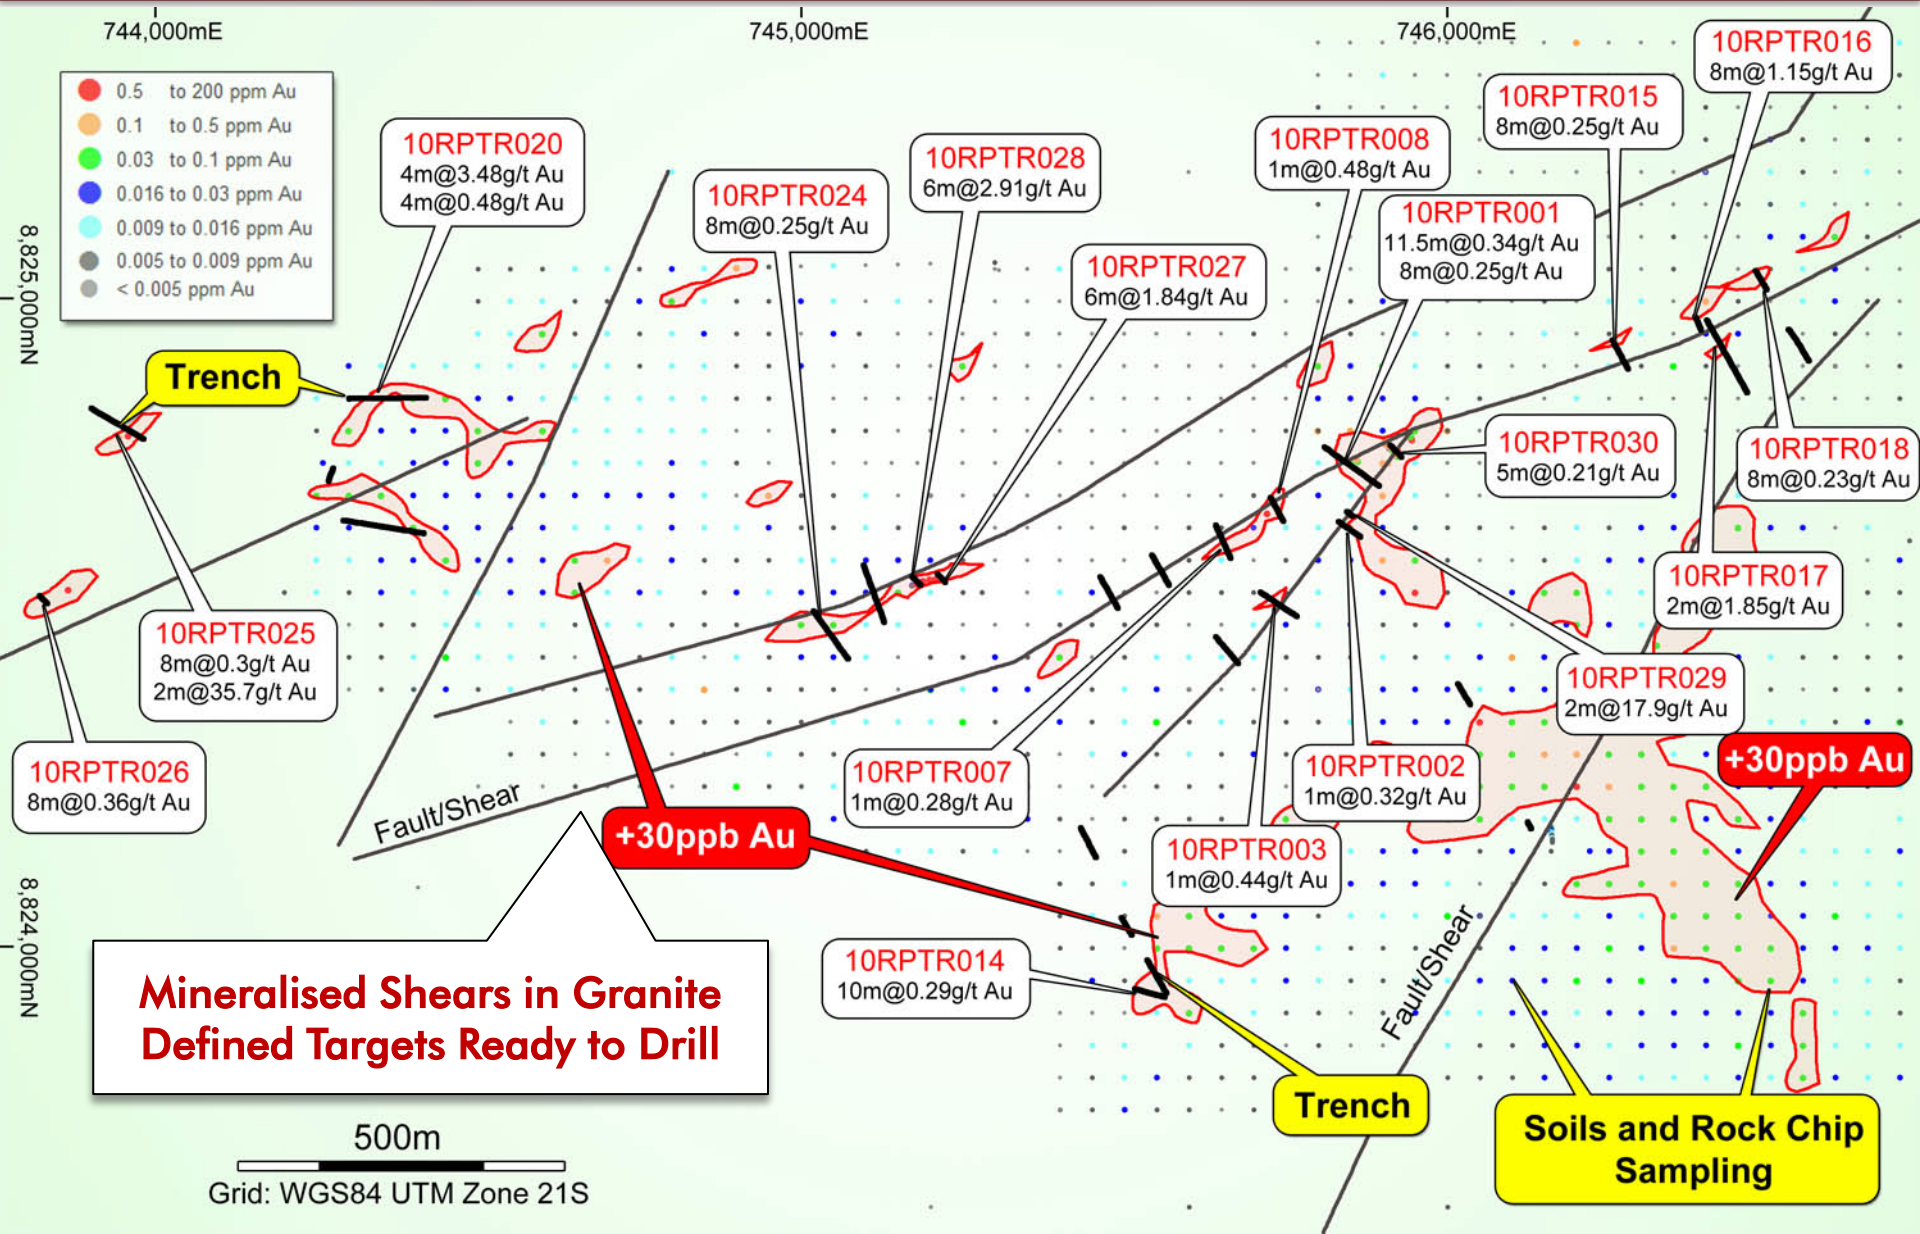 744,000mE
745,000mE
746,000mE
8,825,000mN
8,824,000mN
0.5 to 200 ppm Au
0.1 to 0.5 ppm Au
0.03 to 0.1 ppm Au
0.016 to 0.03 ppm Au
0.009 to 0.016 ppm Au
0.005 to 0.009 ppm Au
< 0.005 ppm Au
10RPTR020
4m@3.48g/t Au
4m@0.48g/t Au
10RPTR024
8m@0.25g/t Au
10RPTR028
6m@2.91g/t Au
10RPTR027
6m@1.84g/t Au
10RPTR008
1m@0.48g/t Au
10RPTR001
11.5m@0.34g/t Au
8m@0.25g/t Au
10RPTR015
8m@0.25g/t Au
10RPTR016
8m@1.15g/t Au
Trench
10RPTR030
5m@0.21g/t Au
10RPTR018
8m@0.23g/t Au
10RPTR017
2m@1.85g/t Au
10RPTR025
8m@0.3g/t Au
2m@35.7g/t Au
10RPTR029
2m@17.9g/t Au
10RPTR026
8m@0.36g/t Au
10RPTR007
1m@0.28g/t Au
10RPTR002
1m@0.32g/t Au
+30ppb Au
Fault/Shear
+30ppb Au
10RPTR003
1m@0.44g/t Au
10RPTR014
10m@0.29g/t Au
Fault/Shear
Mineralised Shears in Granite
Defined Targets Ready to Drill
Trench
Soils and Rock Chip
Sampling
500m
Grid: WGS84 UTM Zone 21S